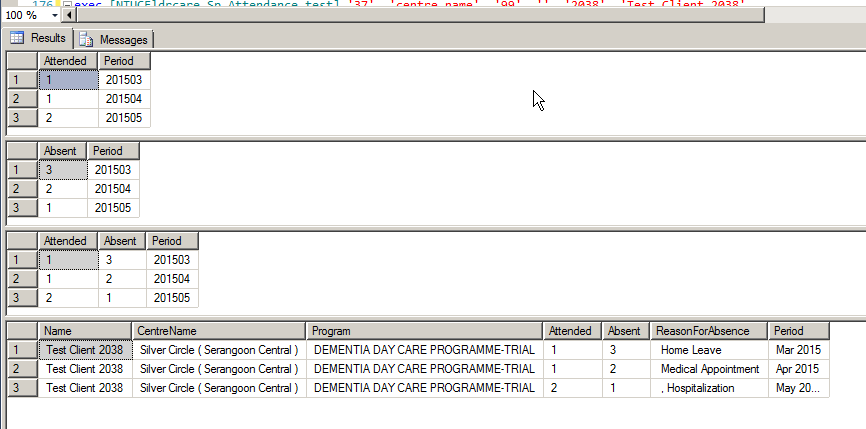 176 exec [NTUCEldrcare_Sp_Attendance_test] '37', 'centre name', '99', '', '2038', 'Test Client 2038'
100 %
Results Messages
Attended Period
1 1 201503
2 1 201504
3 2 201505
Absent Period
1 3 201503
2 2 201504
3 1 201505
Attended Absent Period
1 1 3 201503
2 1 2 201504
3 2 1 201505
Name CentreName Program Attended Absent ReasonForAbsence Period
1 Test Client 2038 Silver Circle ( Serangoon Central ) DEMENTIA DAY CARE PROGRAMME-TRIAL 1 3 Home Leave Mar 2015
2 Test Client 2038 Silver Circle ( Serangoon Central ) DEMENTIA DAY CARE PROGRAMME-TRIAL 1 2 Medical Appointment Apr 2015
3 Test Client 2038 Silver Circle ( Serangoon Central ) DEMENTIA DAY CARE PROGRAMME-TRIAL 2 1 , Hospitalization May 20...